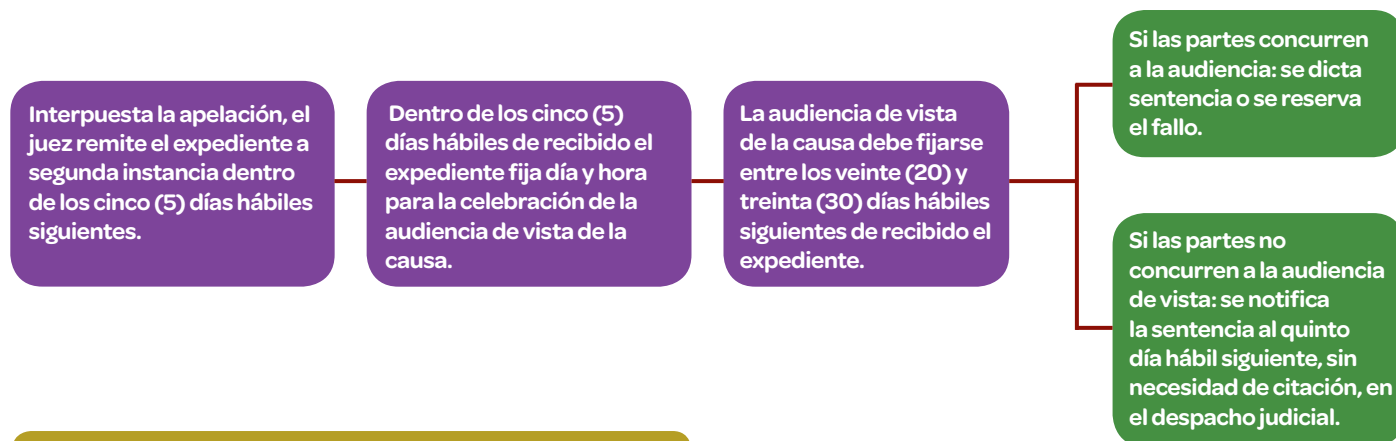 Interpuesta la apelación, el
juez remite el expediente a
segunda instancia dentro
de los cinco (5) días hábiles
siguientes.
Dentro de los cinco (5)
días hábiles de recibido el
expediente fija día y hora
para la celebración de la
audiencia de vista de la
causa.
La audiencia de vista
de la causa debe fijarse
entre los veinte (20) y
treinta (30) días hábiles
siguientes de recibido el
expediente.
Si las partes concurren
a la audiencia: se dicta
sentencia o se reserva
el fallo.
Si las partes no
concurren a la audiencia
de vista: se notifica
la sentencia al quinto
día hábil siguiente, sin
necesidad de citación, en
el despacho judicial.